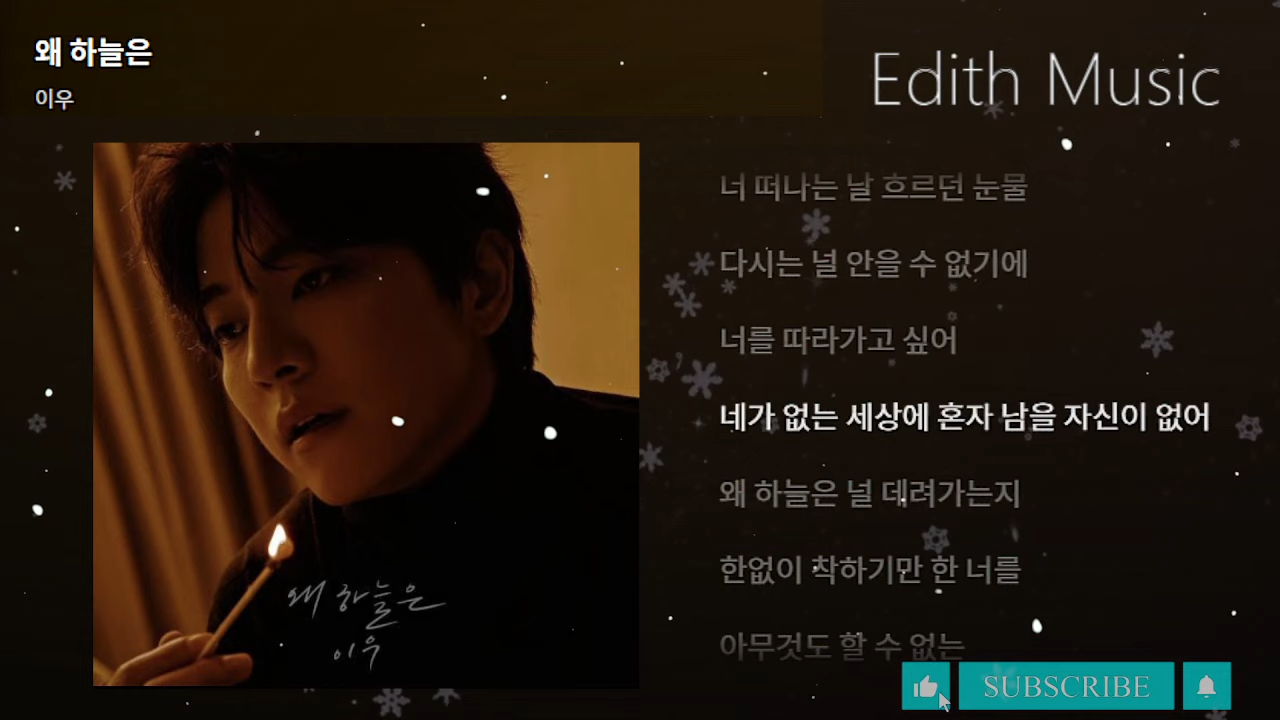 왜 하늘은
이우
Edith Music
너 떠나는 날 흐르던 눈물
다시는 널 안을 수 없기에
너를 따라가고 싶어
네가 없는 세상에 혼자 남을 자신이 없어
왜 하늘은 널 데려가는지
한없이 착하기만 한 너를
아무것도 할 수 없는
왜 하늘은
이우
SUBSCRIBE